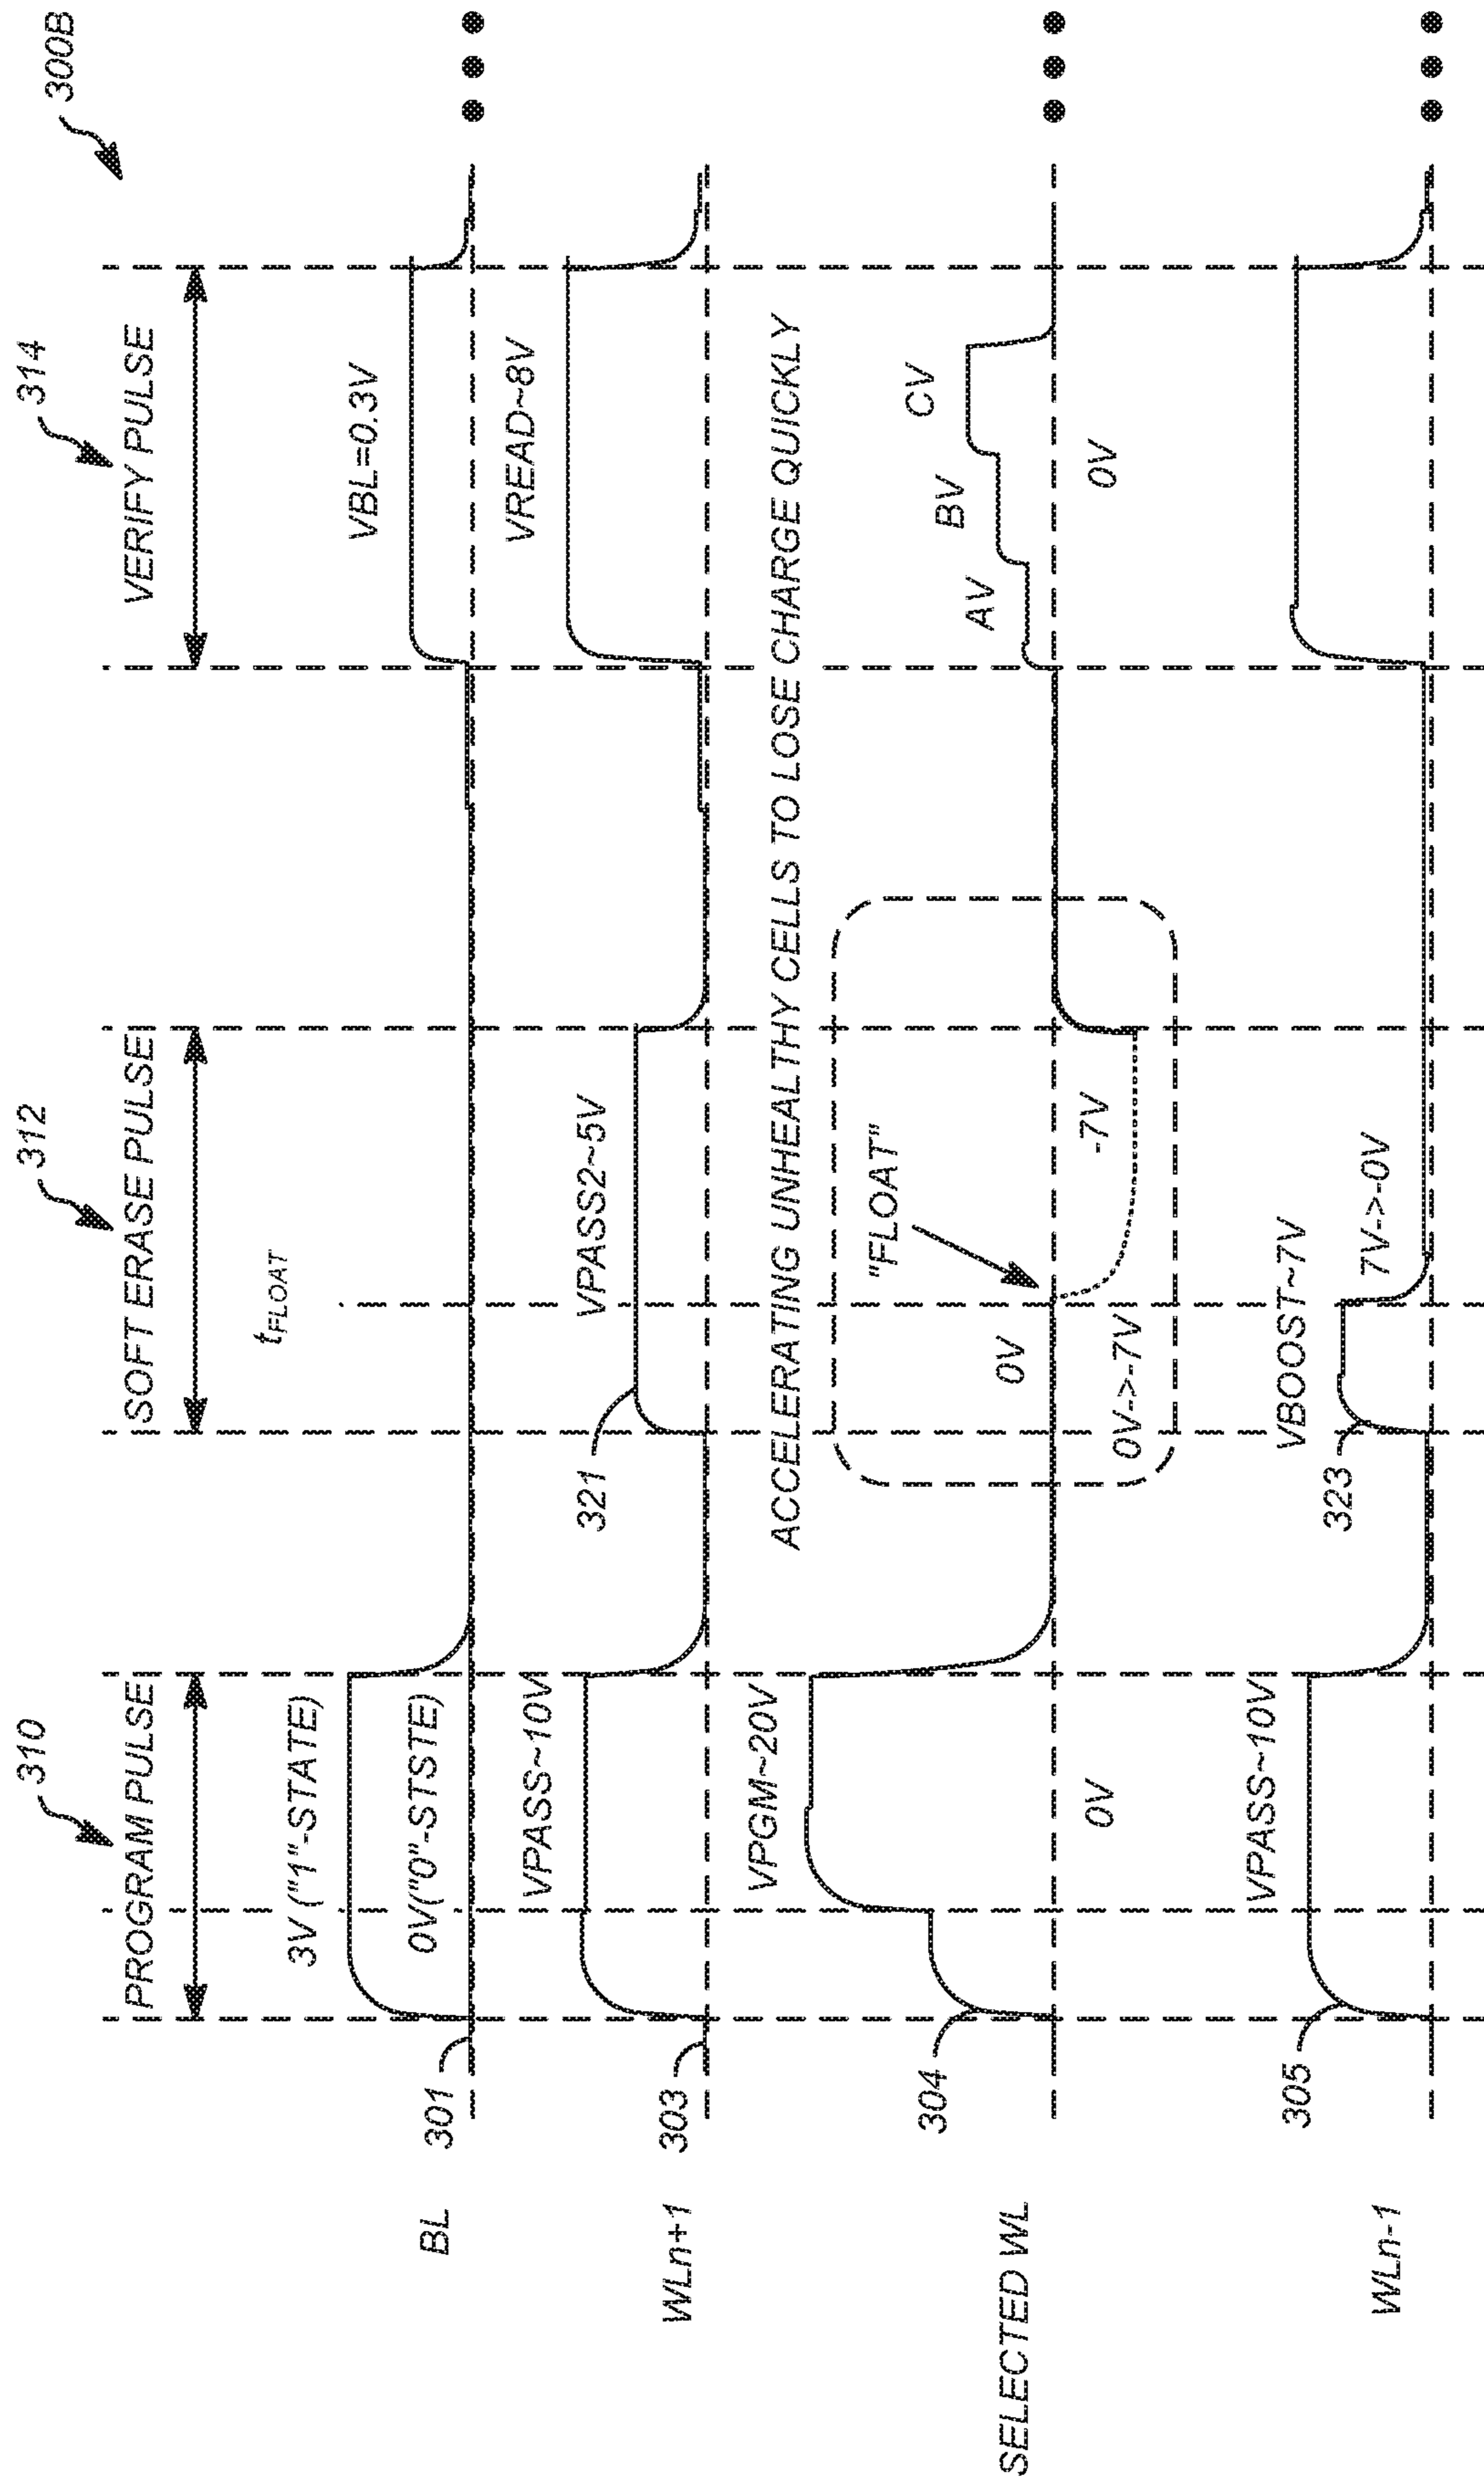 300B
310
312
314
PROGRAM PULSE
SOFT ERASE PULSE
VERIFY PULSE
tFLOAT
3V ("1"-STATE)
0V("0"-STSTE)
VBL=0.3V
BL
301
VPASS~10V
321
VPASS2~5V
VREAD~8V
WLn+1
303
ACCELERATING UNHEALTHY CELLS TO LOSE CHARGE QUICKLY
VPGM~20V
"FLOAT"
AV
BV
CV
304
0V
SELECTED WL
0V
0V->-7V
-7V
0V
VBOOST~7V
VPASS~10V
305
323
7V->-0V
WLn-1